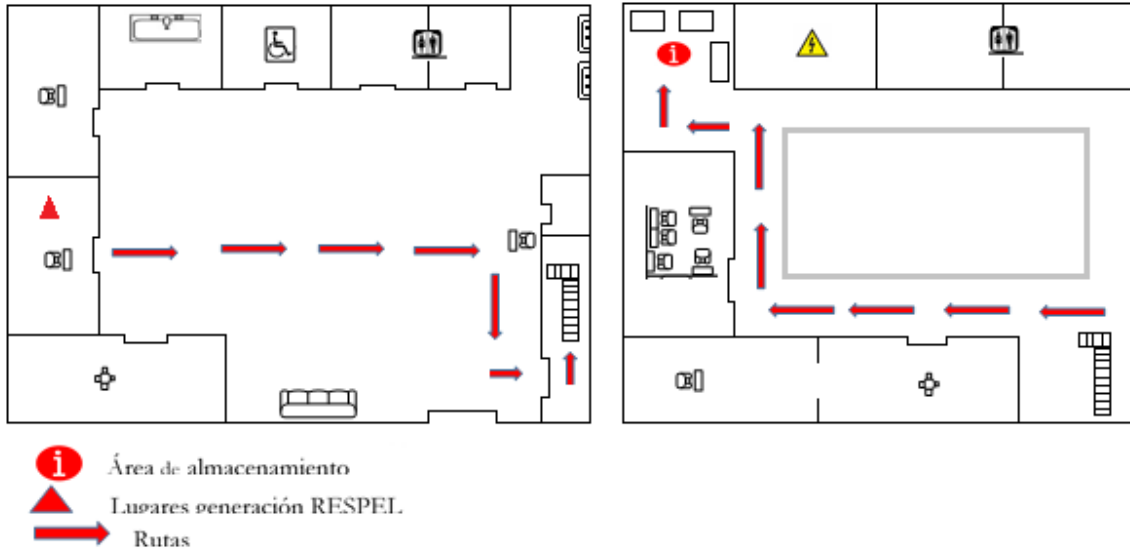 i
i
Área de almacenamiento
Lugares generación RESPEL
Rutas